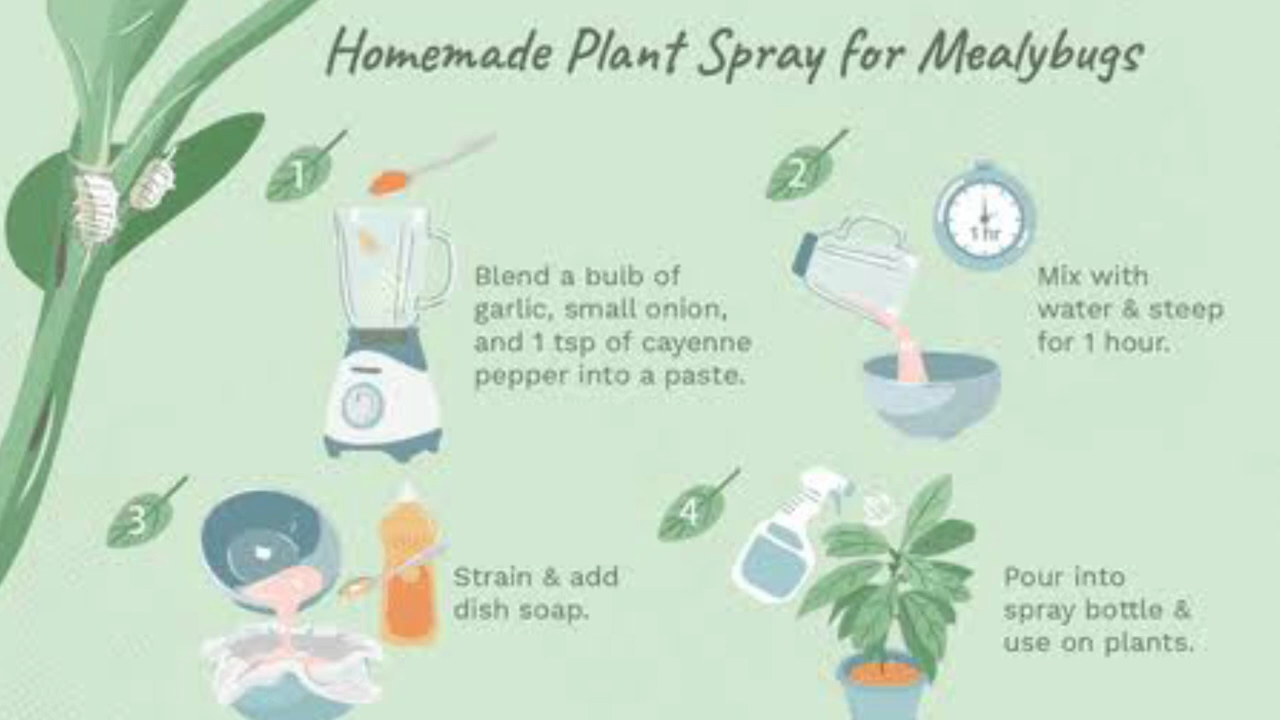 Homemade Plant Spray for Mealybugs
1
Blend a bulb of
garlic, small onion,
and 1 tsp of cayenne
pepper into a paste.
2
1 hr
Mix with
water & steep
for 1 hour.
3
Strain & add
dish soap.
4
Pour into
spray bottle &
use on plants.